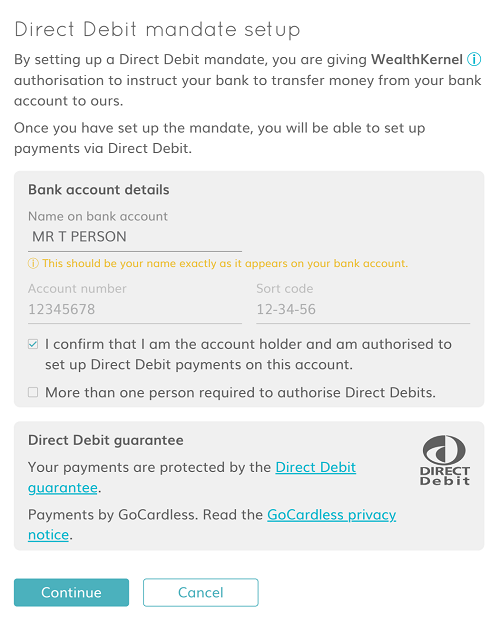 Direct Debit mandate setup
By setting up a Direct Debit mandate, you are giving WealthKernel ⓘ
authorisation to instruct your bank to transfer money from your bank
account to ours.
Once you have set up the mandate, you will be able to set up
payments via Direct Debit.
Bank account details
Name on bank account
MR T PERSON
ⓘ This should be your name exactly as it appears on your bank account.
Account number Sort code
12345678 12-34-56
I confirm that I am the account holder and am authorised to
set up Direct Debit payments on this account.
More than one person required to authorise Direct Debits.
Direct Debit guarantee
Your payments are protected by the Direct Debit
guarantee.
DIRECT
Debit
Payments by GoCardless. Read the GoCardless privacy
notice.
Continue Cancel